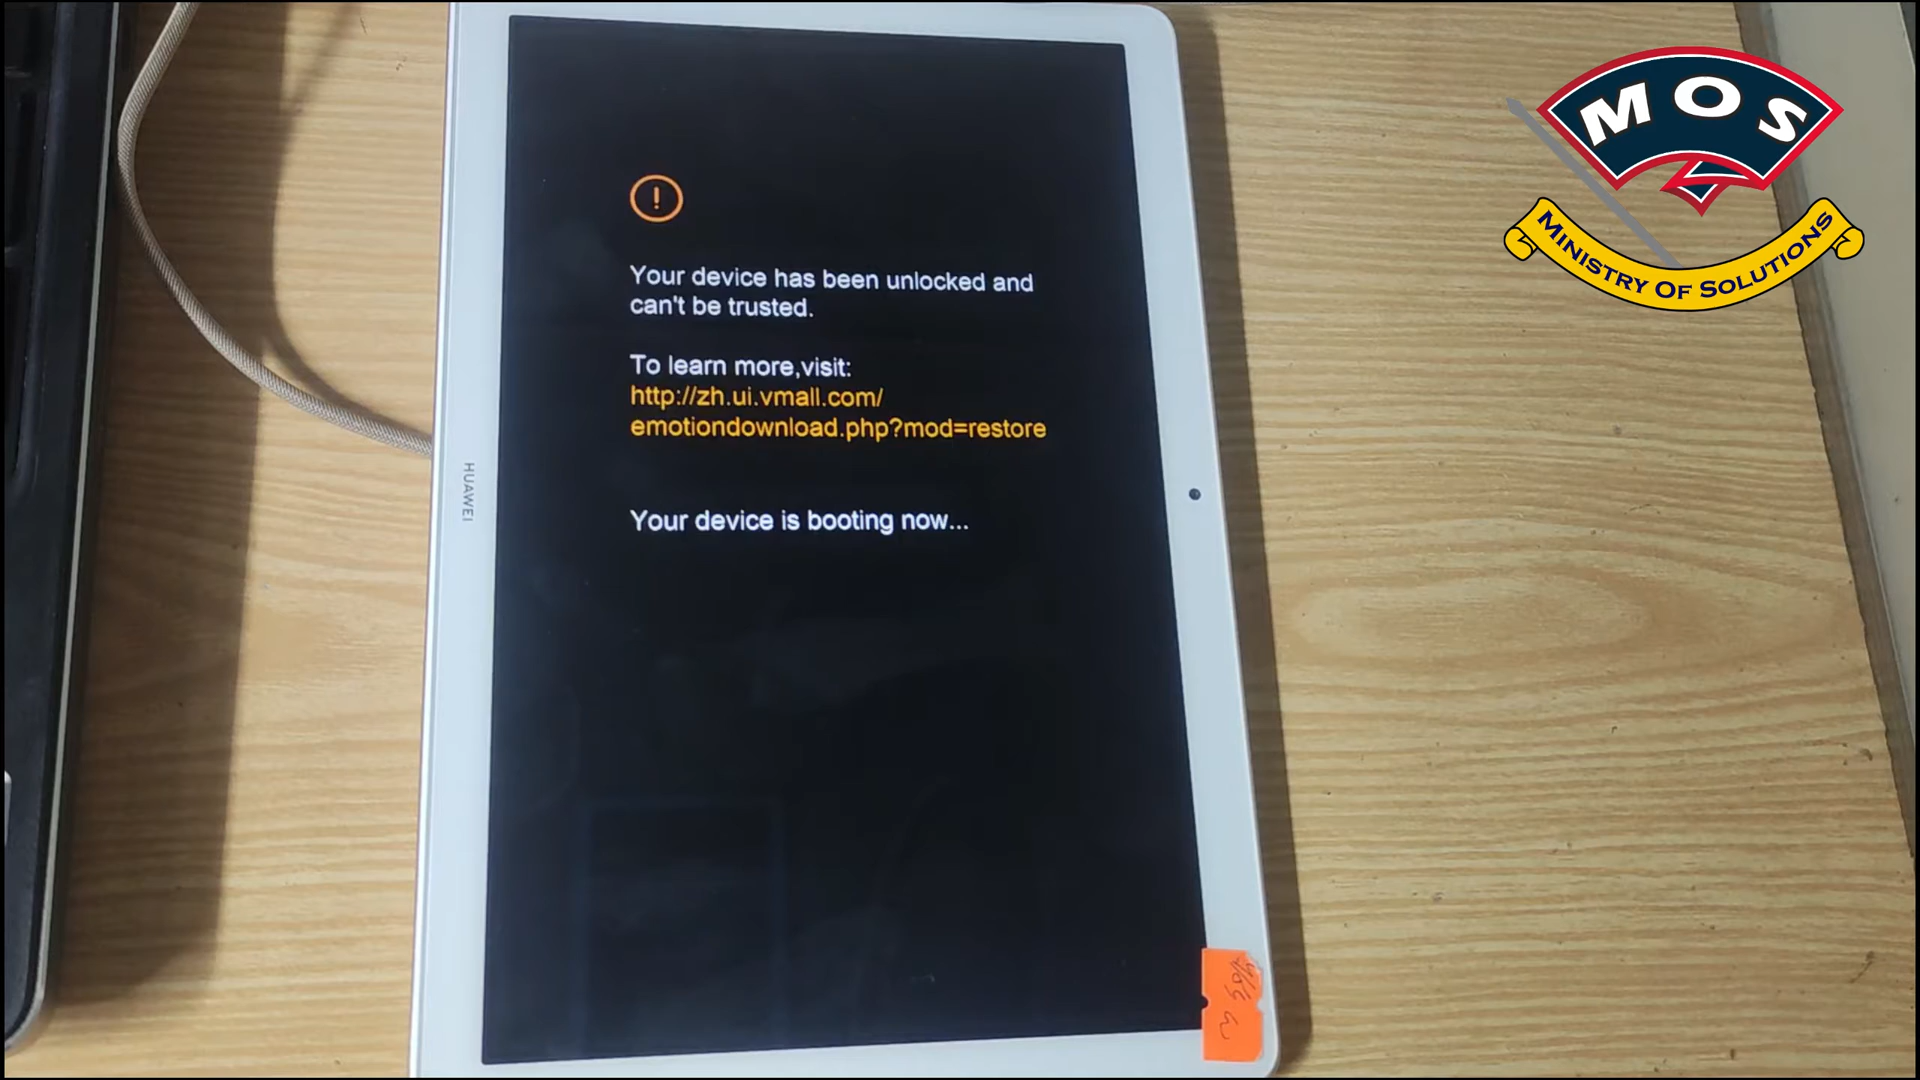 Your device has been unlocked and
can't be trusted.
To learn more,visit:
http://zh.ui.vmall.com/
emotiondownload.php?mod=restore
Your device is booting now...
HUAWEI
MOS
MINISTRY OF SOLUTIONS